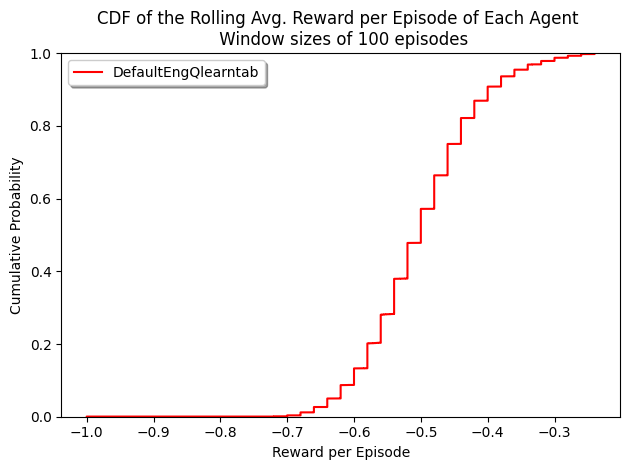 CDF of the Rolling Avg. Reward per Episode of Each Agent
Window sizes of 100 episodes
DefaultEngQlearntab
Cumulative Probability
1.0
0.8
0.6
0.4
0.2
0.0
−1.0 −0.9 −0.8 −0.7 −0.6 −0.5 −0.4 −0.3
Reward per Episode